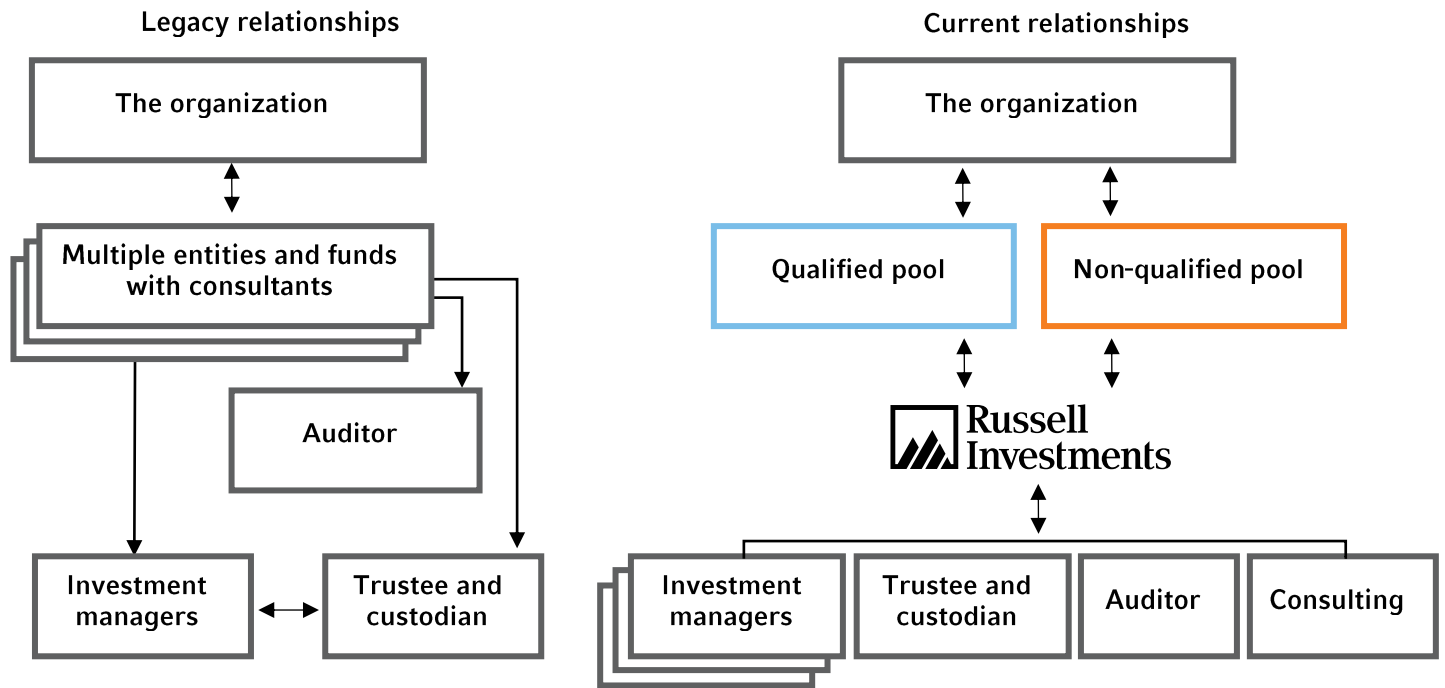 Legacy relationships
The organization
Multiple entities and funds
with consultants
Auditor
Investment
managers
Trustee and
custodian
Current relationships
The organization
Qualified pool
Non-qualified pool
Russell
Investments
Investment
managers
Trustee and
custodian
Auditor
Consulting